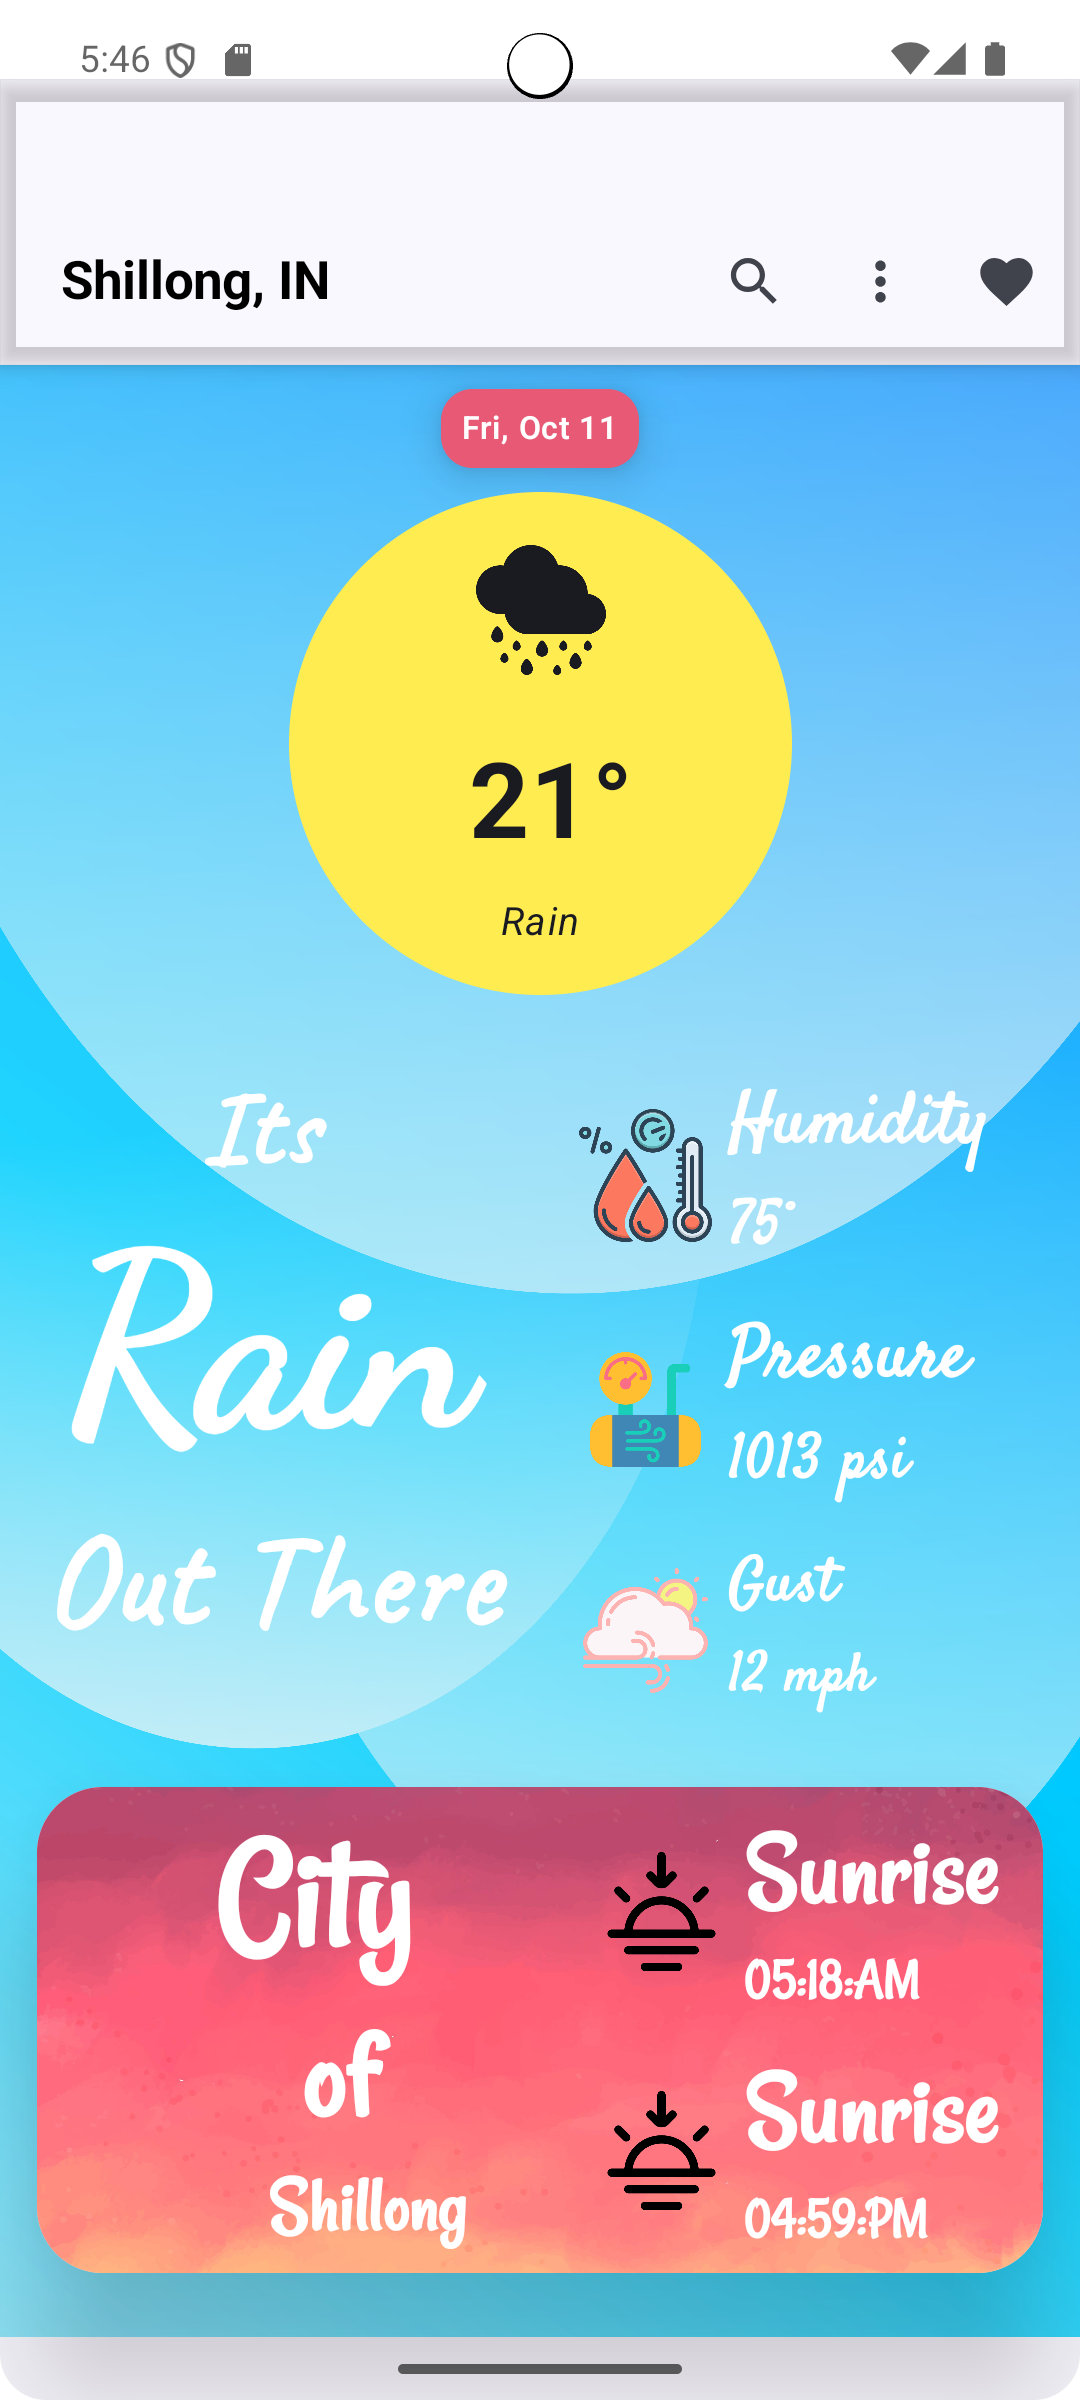 5:46
Shillong, IN
Fri, Oct 11
21°
Rain
Its
Rain
Out There
%
Humidity
75°
Pressure
1013 psi
Gust
12 mph
City
of
Shillong
Sunrise
05:18:AM
Sunrise
04:59:PM